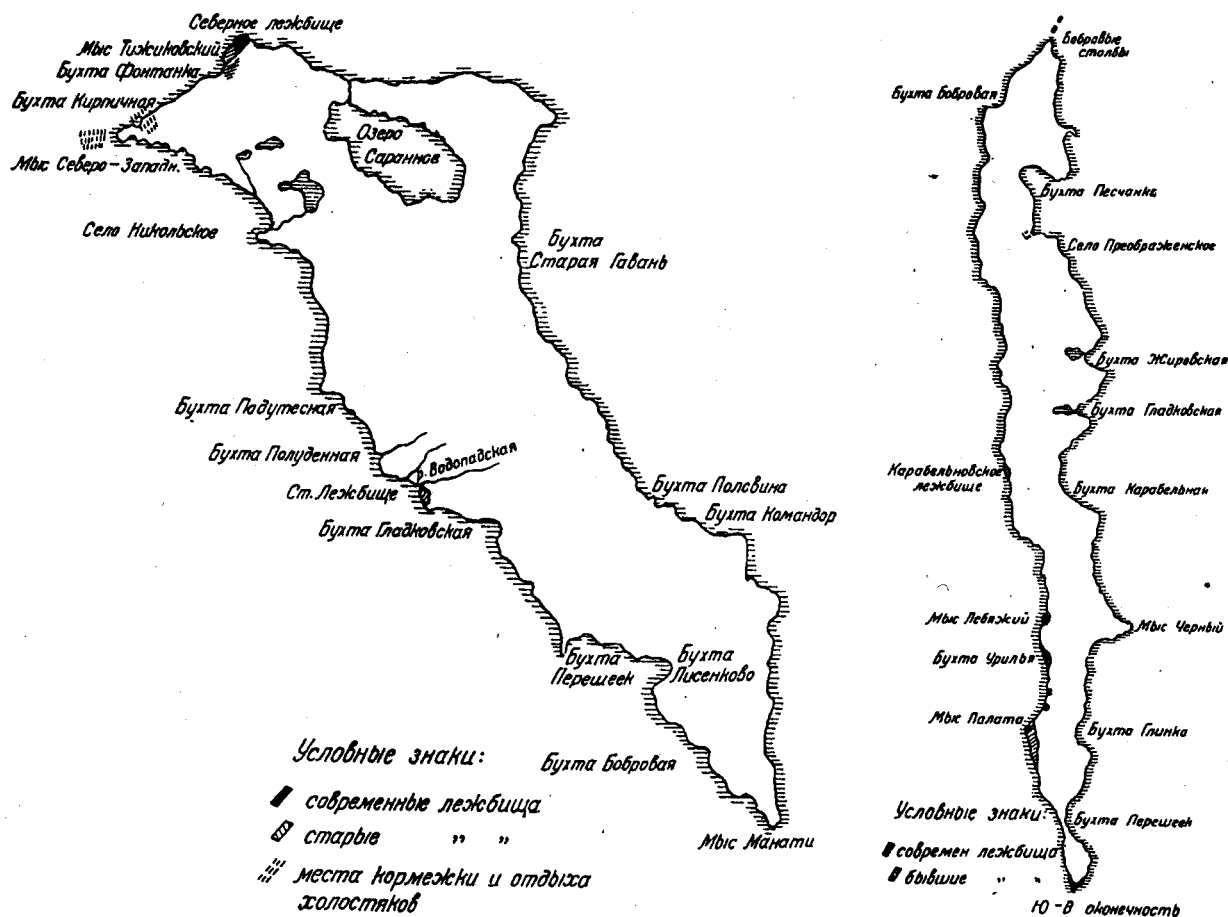 Северное лежбище
Мыс Тижиковский
Бухта Фонтанка
Бухта Кирпичная
Мыс Северо-Западн.
Озеро
Саранное
Село Никольское
Бухта
Старая Гавань
Бухта Падутесная
Бухта Полуденная
р. Водопадская
Ст. Лежбище
Бухта Гладковская
Бухта Половина
Бухта Командор
Бухта
Перешеек
Бухта
Лисенково
Бухта Бобровая
Мыс Манати
Условные знаки:
современные лежбища
старые " "
места кормежки и отдыха
холостяков
Бобровые
столбы
Бухта Бобровая
Бухта Песчанка
Село Преображенское
Бухта Жировская
Бухта Гладковская
Карабельновское
лежбище
Бухта Карабельная
Мыс Лебяжий
Мыс Черный
Бухта Урилья
Мыс Палата
Бухта Глинка
Условные знаки:
Бухта Перешеек
современ лежбища
бывшие " "
Ю-В оконечность